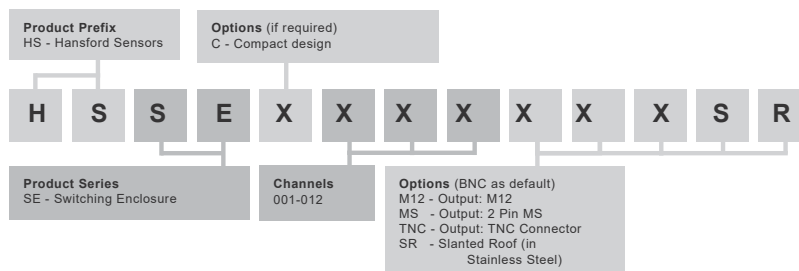 Product Prefix
HS - Hansford Sensors
Options (if required)
C - Compact design
H S S E X X X X X X X S R
Product Series
SE - Switching Enclosure
Channels
001-012
Options (BNC as default)
M12 - Output: M12
MS - Output: 2 Pin MS
TNC - Output: TNC Connector
SR - Slanted Roof (in
Stainless Steel)